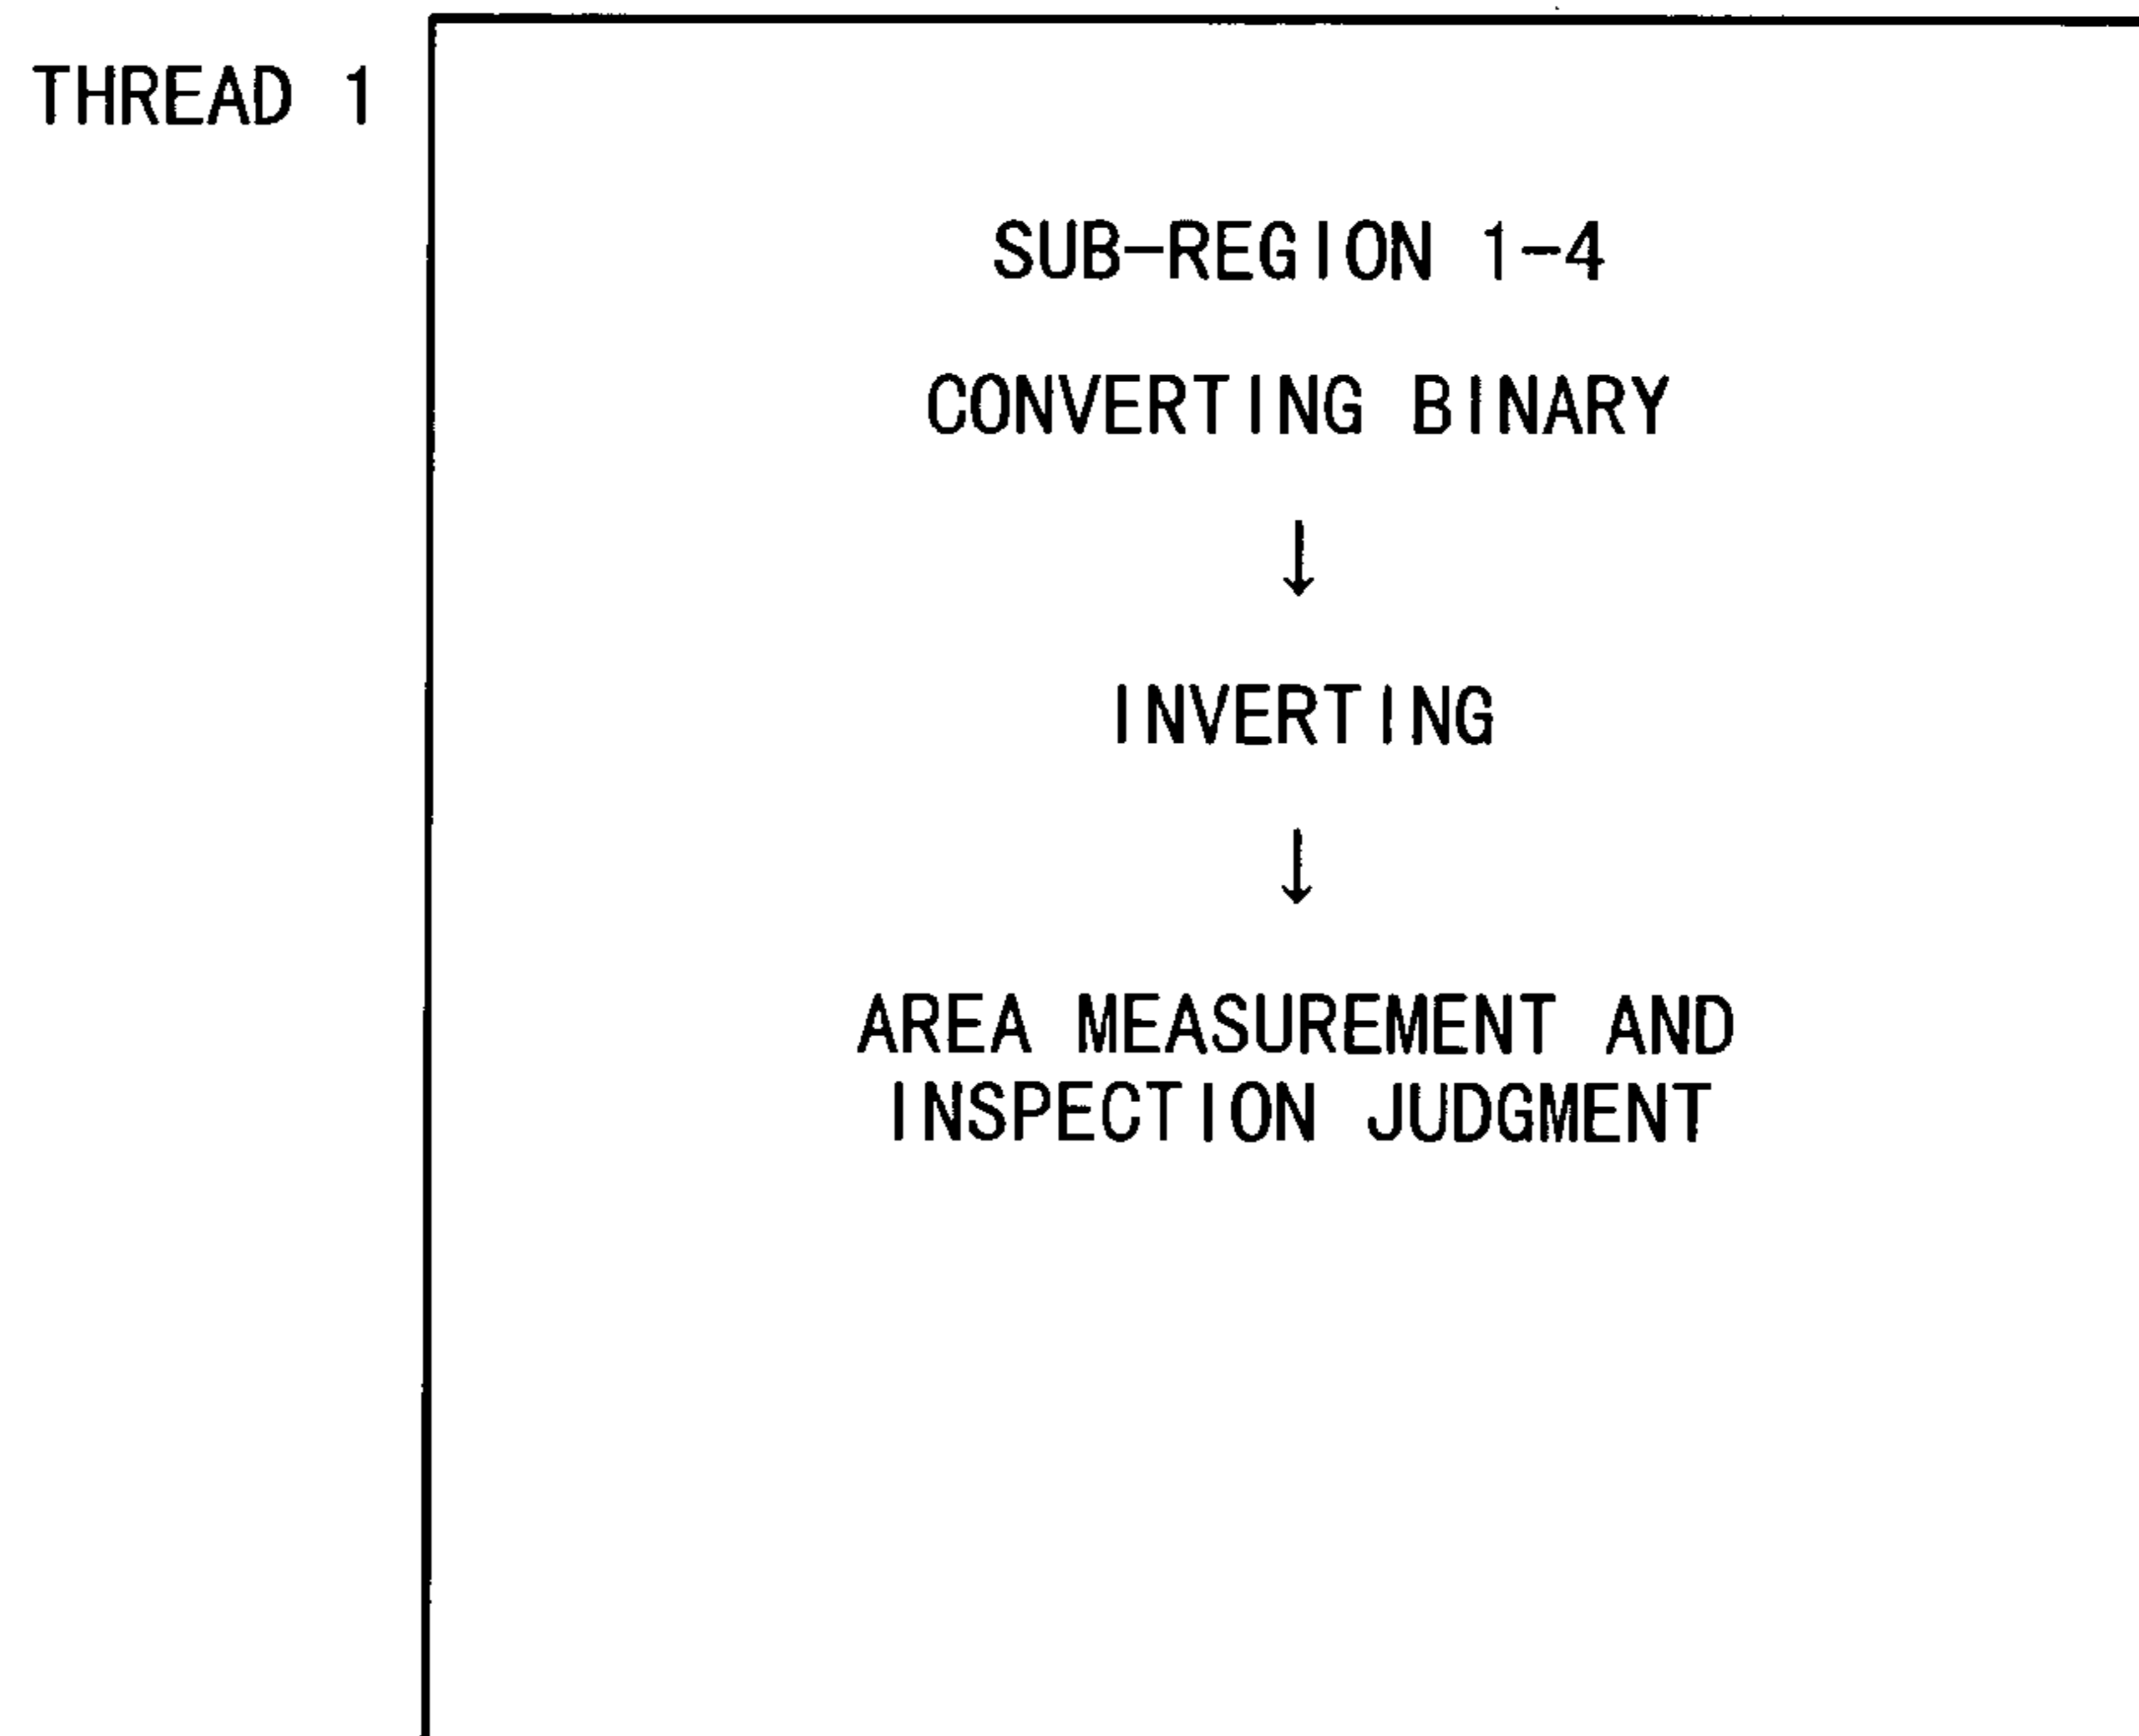 THREAD 1
SUB-REGION 1-4
CONVERTING BINARY
↓
INVERTING
↓
AREA MEASUREMENT AND
INSPECTION JUDGMENT